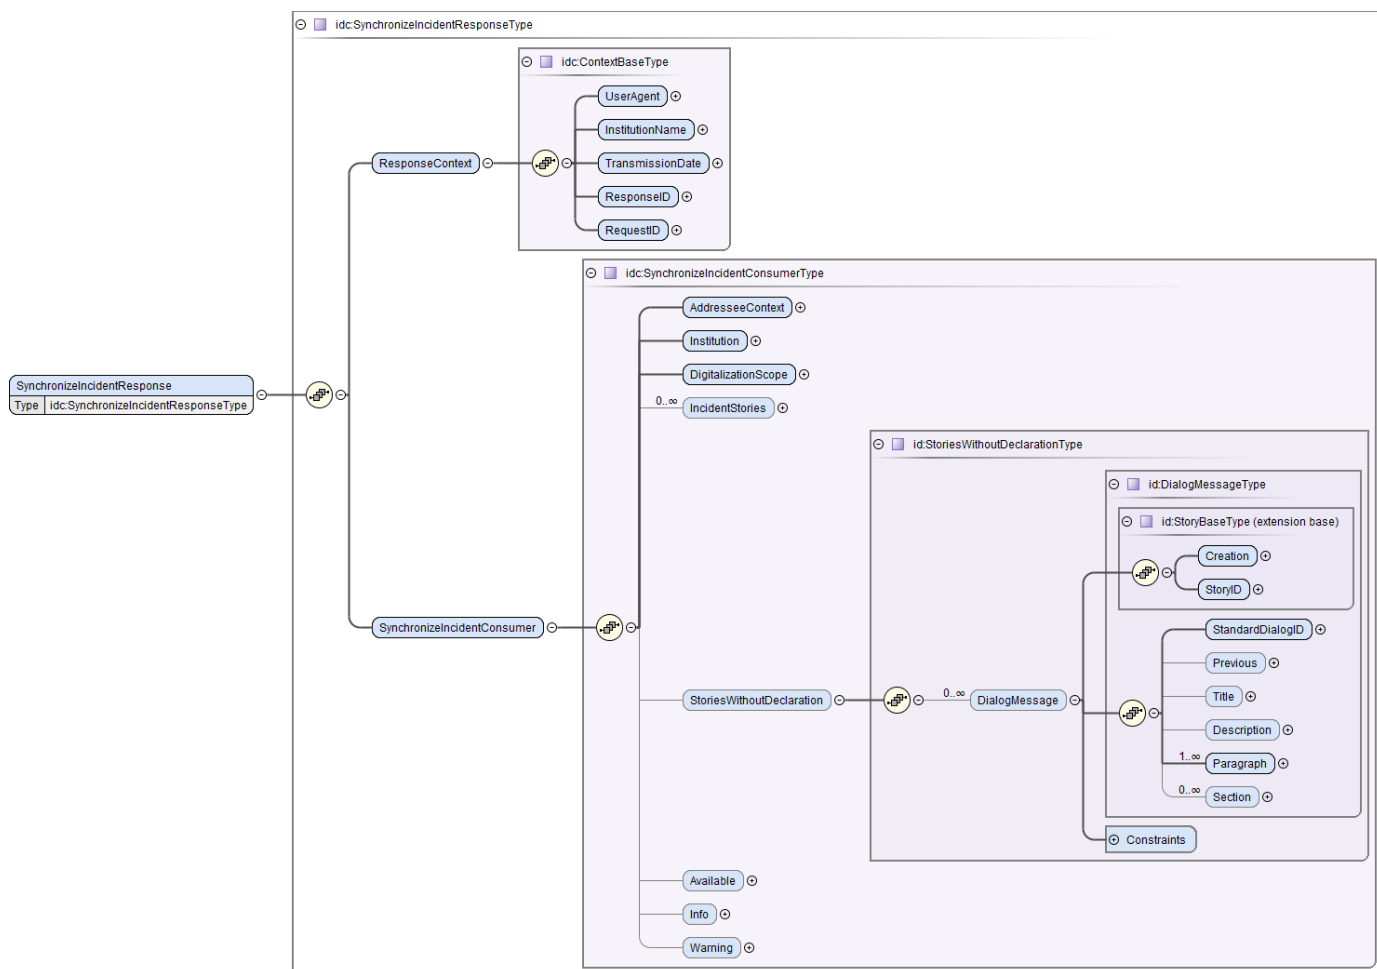 idc:SynchronizeIncidentResponseType
idc:ContextBaseType
UserAgent
InstitutionName
ResponseContext
TransmissionDate
ResponseID
RequestID
idc:SynchronizeIncidentConsumerType
AddresseeContext
Institution
DigitalizationScope
SynchronizeIncidentResponse
Type idc:SynchronizeIncidentResponseType
0..∞ IncidentStories
id:StoriesWithoutDeclarationType
id:DialogMessageType
id:StoryBaseType (extension base)
Creation
StoryID
SynchronizeIncidentConsumer
StandardDialogID
Previous
Title
StoriesWithoutDeclaration
0..∞ DialogMessage
Description
1..∞ Paragraph
0..∞ Section
Constraints
Available
Info
Warning